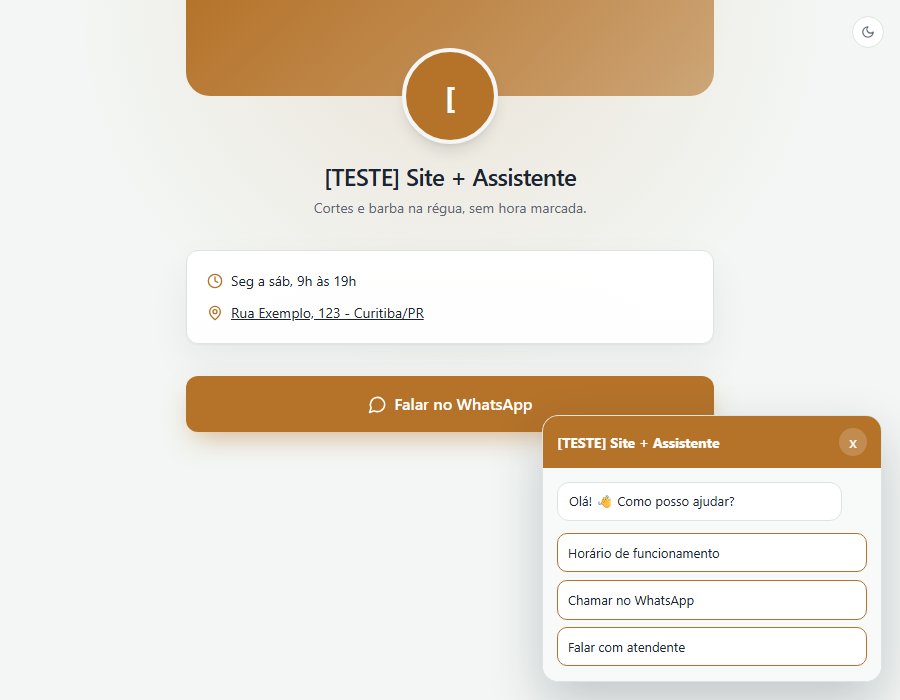 [
[TESTE] Site + Assistente
Cortes e barba na régua, sem hora marcada.
Seg a sáb, 9h às 19h
Rua Exemplo, 123 - Curitiba/PR
Falar no WhatsApp
[TESTE] Site + Assistente
x
Olá! 👋 Como posso ajudar?
Horário de funcionamento
Chamar no WhatsApp
Falar com atendente